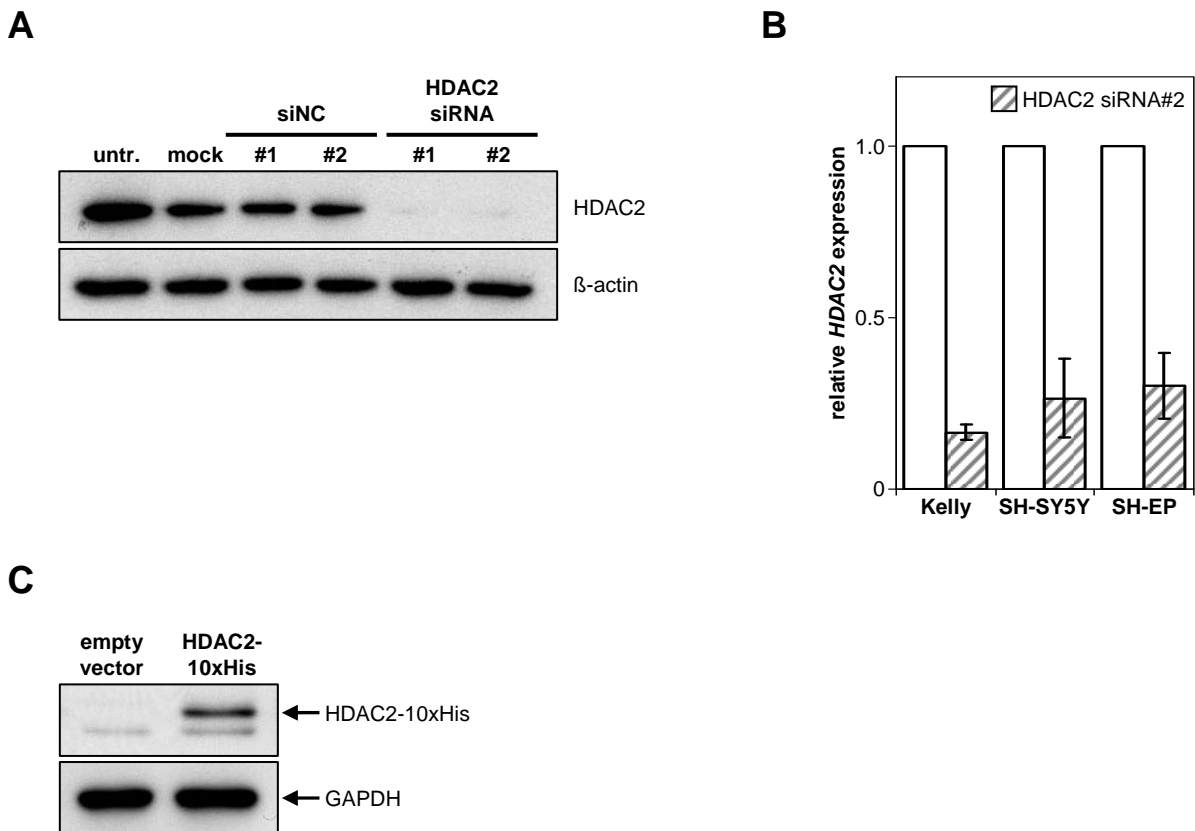 A
HDAC2
siRNA
siNC
untr. mock #1 #2 #1 #2
HDAC2
ß-actin
B
HDAC2 siRNA#2
1.0
0.5
0
relative HDAC2 expression
Kelly SH-SY5Y SH-EP
C
empty
vector
HDAC2-
10xHis
HDAC2-10xHis
GAPDH